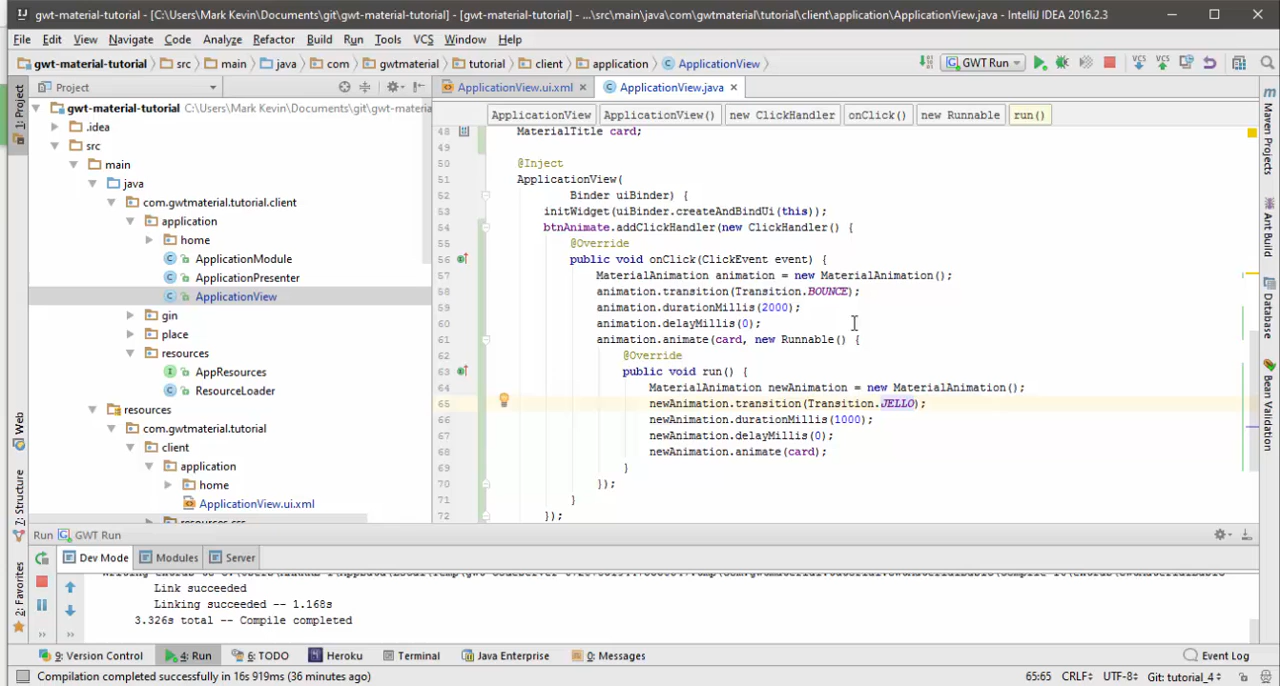 gwt-material-tutorial - [C:\Users\Mark Kevin\Documents\git\gwt-material-tutorial] - [gwt-material-tutorial] - ...\src\main\java\com\gwtmaterial\tutorial\client\application\ApplicationView.java - IntelliJ IDEA 2016.2.3
File Edit View Navigate Code Analyze Refactor Build Run Tools VCS Window Help
gwt-material-tutorial src main java com gwtmaterial tutorial client application ApplicationView GWT Run
Project ApplicationView.ui.xml ApplicationView.java
gwt-material-tutorial C:\Users\Mark Kevin\Documents\git\gwt-materia
.idea
src
main
java
com.gwtmaterial.tutorial.client
application
home
ApplicationModule
ApplicationPresenter
ApplicationView
gin
place
resources
AppResources
ResourceLoader
resources
com.gwtmaterial.tutorial
client
application
home
ApplicationView.ui.xml
1: Project
Web
7: Structure
2: Favorites
ApplicationView ApplicationView() new ClickHandler onClick() new Runnable run()
48 MaterialTitle card;
49
50 @Inject
51 ApplicationView(
52 Binder uiBinder) {
53 initWidget(uiBinder.createAndBindUi(this));
54 btnAnimate.addClickHandler(new ClickHandler() {
55 @Override
56 public void onClick(ClickEvent event) {
57 MaterialAnimation animation = new MaterialAnimation();
58 animation.transition(Transition.BOUNCE);
59 animation.durationMillis(2000);
60 animation.delayMillis(0);
61 animation.animate(card, new Runnable() {
62 @Override
63 public void run() {
64 MaterialAnimation newAnimation = new MaterialAnimation();
65 newAnimation.transition(Transition.JELLO);
66 newAnimation.durationMillis(1000);
67 newAnimation.delayMillis(0);
68 newAnimation.animate(card);
69 }
70 });
71 }
72 });
Maven Projects
Ant Build
Database
Bean Validation
Run GWT Run
Dev Mode Modules Server
Link succeeded
Linking succeeded -- 1.168s
3.326s total -- Compile completed
9: Version Control 4: Run 6: TODO Heroku Terminal Java Enterprise 0: Messages Event Log
Compilation completed successfully in 16s 919ms (36 minutes ago) 65:65 CRLF UTF-8 Git: tutorial_4